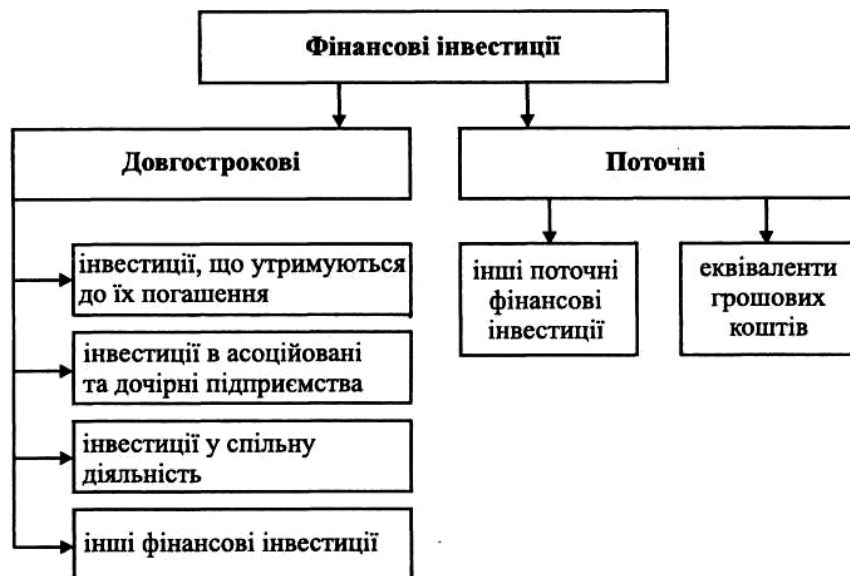 Фінансові інвестиції
Довгострокові
Поточні
інвестиції, що утримуються
до їх погашення
інвестиції в асоційовані
та дочірні підприємства
інвестиції у спільну
діяльність
інші фінансові інвестиції
інші поточні
фінансові
інвестиції
еквіваленти
грошових
коштів